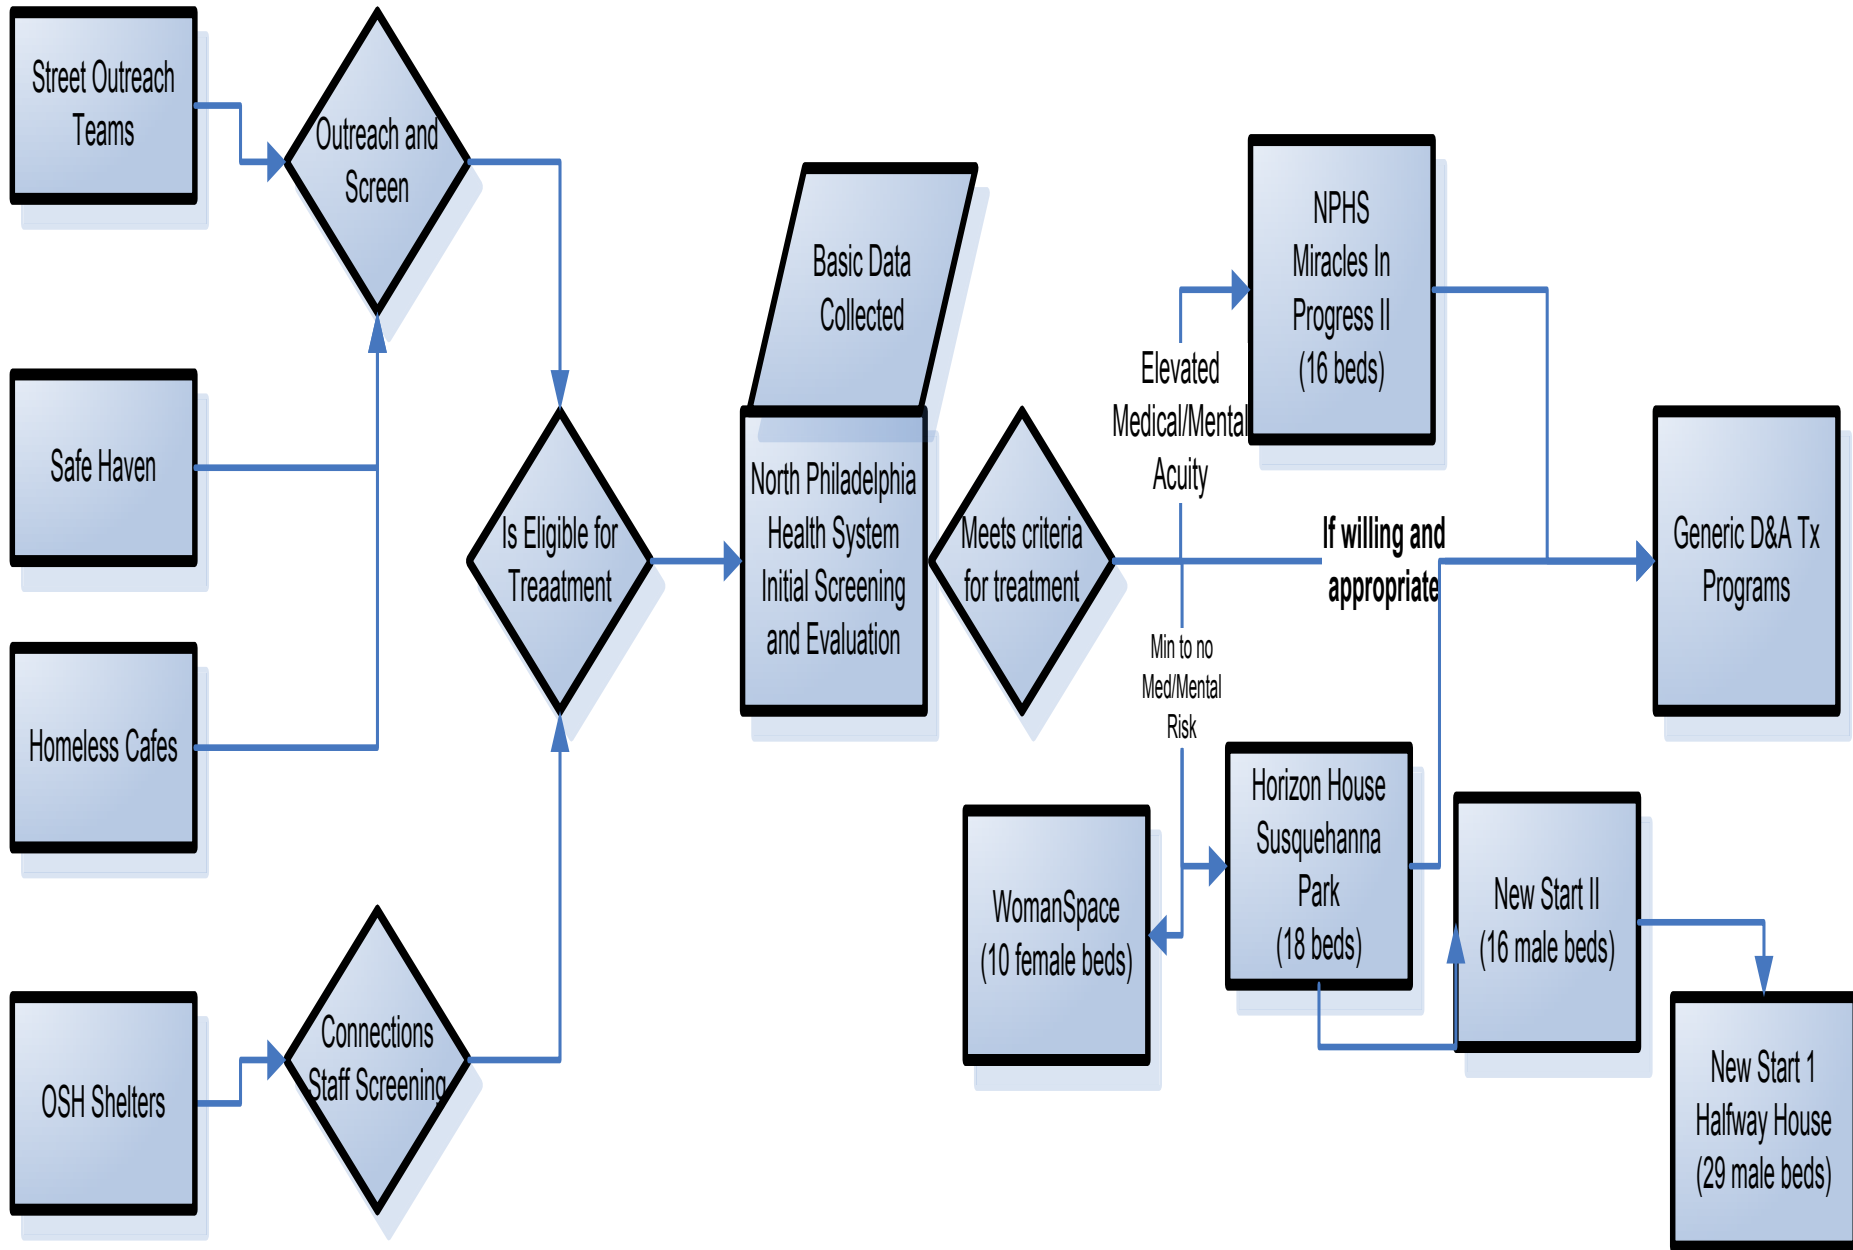 Street Outreach
Teams
Outreach and
Screen
Safe Haven
Homeless Cafes
OSH Shelters
Connections
Staff Screening
Is Eligible for
Treaatment
Basic Data
Collected
North Philadelphia
Health System
Initial Screening
and Evaluation
Meets criteria
for treatment
Elevated
Medical/Mental
Acuity
NPHS
Miracles In
Progress II
(16 beds)
If willing and
appropriate
Generic D&A Tx
Programs
Min to no
Med/Mental
Risk
WomanSpace
(10 female beds)
Horizon House
Susquehanna
Park
(18 beds)
New Start II
(16 male beds)
New Start 1
Halfway House
(29 male beds)